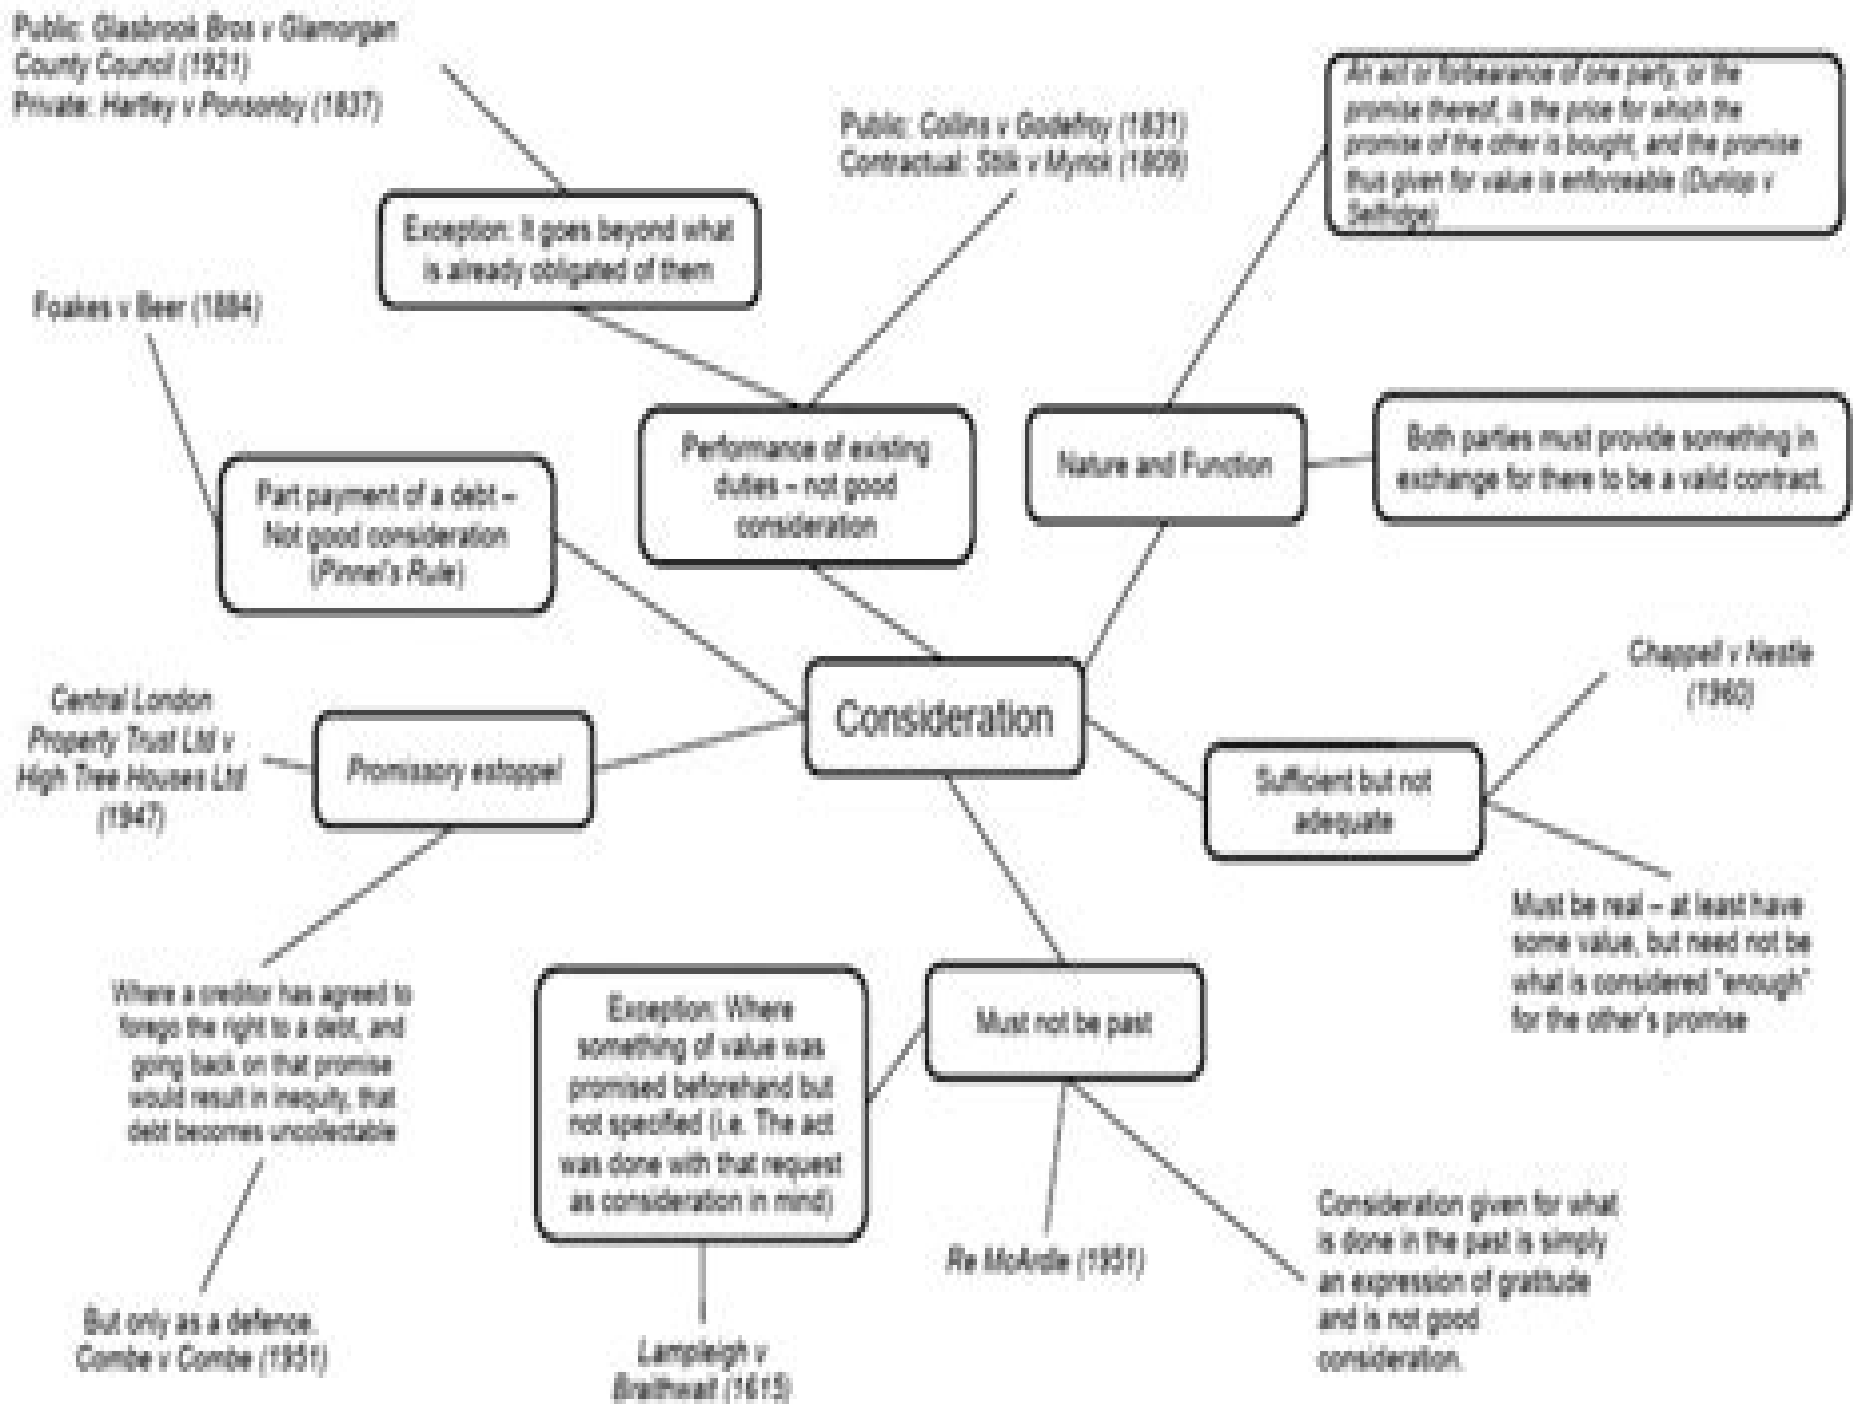 Public: Glasbrook Bros v Glamorgan
County Council (1921)
Private: Hartley v Ponsonby (1837)
Public: Collins v Godefroy (1831)
Contractual: Stilk v Myrick (1809)
An act or forbearance of one party, or the
promise thereof, is the price for which the
promise of the other is bought, and the promise
thus given for value is enforceable (Dunlop v
Selfridge)
Exception: It goes beyond what
is already obligated of them
Foakes v Beer (1884)
Performance of existing
duties – not good
consideration
Nature and Function
Both parties must provide something in
exchange for there to be a valid contract.
Part payment of a debt –
Not good consideration
(Pinnel's Rule)
Consideration
Chappell v Nestle
(1960)
Central London
Property Trust Ltd v
High Tree Houses Ltd
(1947)
Promissory estoppel
Sufficient but not
adequate
Must be real – at least have
some value, but need not be
what is considered "enough"
for the other's promise
Where a creditor has agreed to
forego the right to a debt, and
going back on that promise
would result in inequity, that
debt becomes uncollectable
Exception: Where
something of value was
promised beforehand but
not specified (i.e. The act
was done with that request
as consideration in mind)
Must not be past
Consideration given for what
is done in the past is simply
an expression of gratitude
and is not good
consideration.
Re McArdle (1951)
But only as a defence.
Combe v Combe (1951)
Lampleigh v
Braithwait (1615)